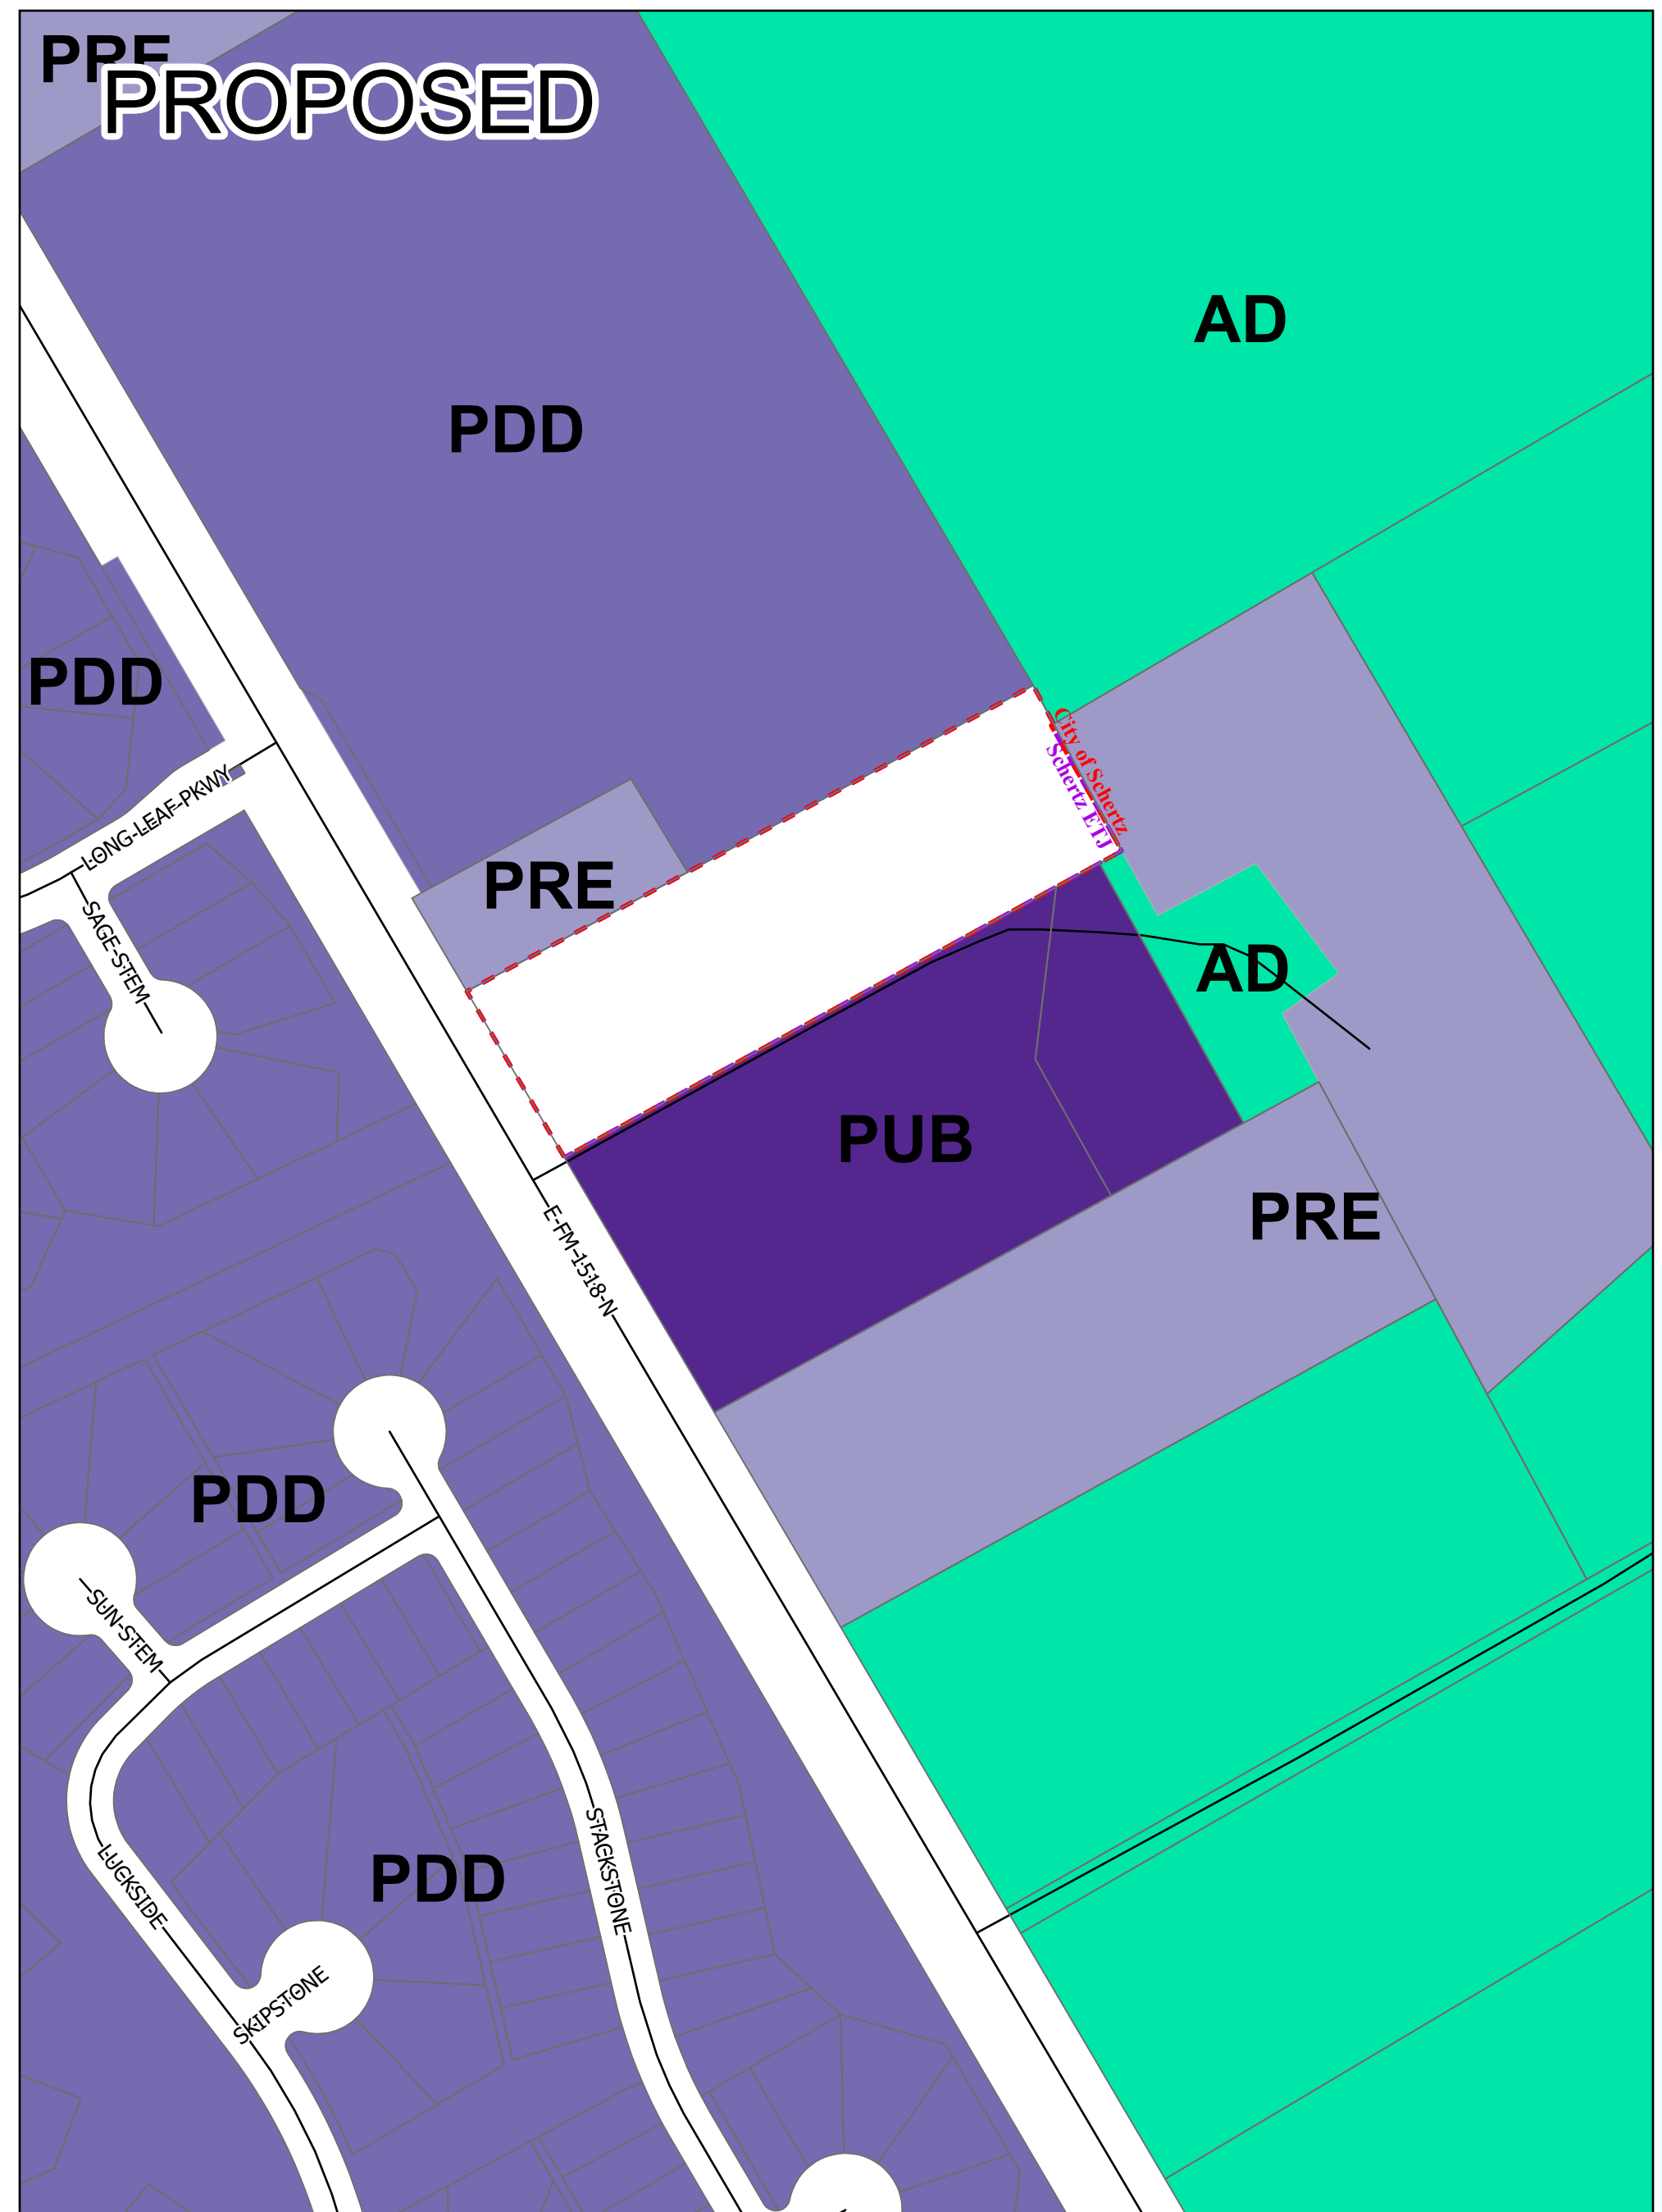 PRE
PROPOSED
AD
PDD
PDD
City of Schertz
Schertz ETJ
LONG-LEAF-PKWY
PRE
SAGE-STEM
AD
PUB
PRE
E-FM-1518-N
PDD
SUN-STEM
STACKSTONE
LUCKSIDE
PDD
SKIPSTONE